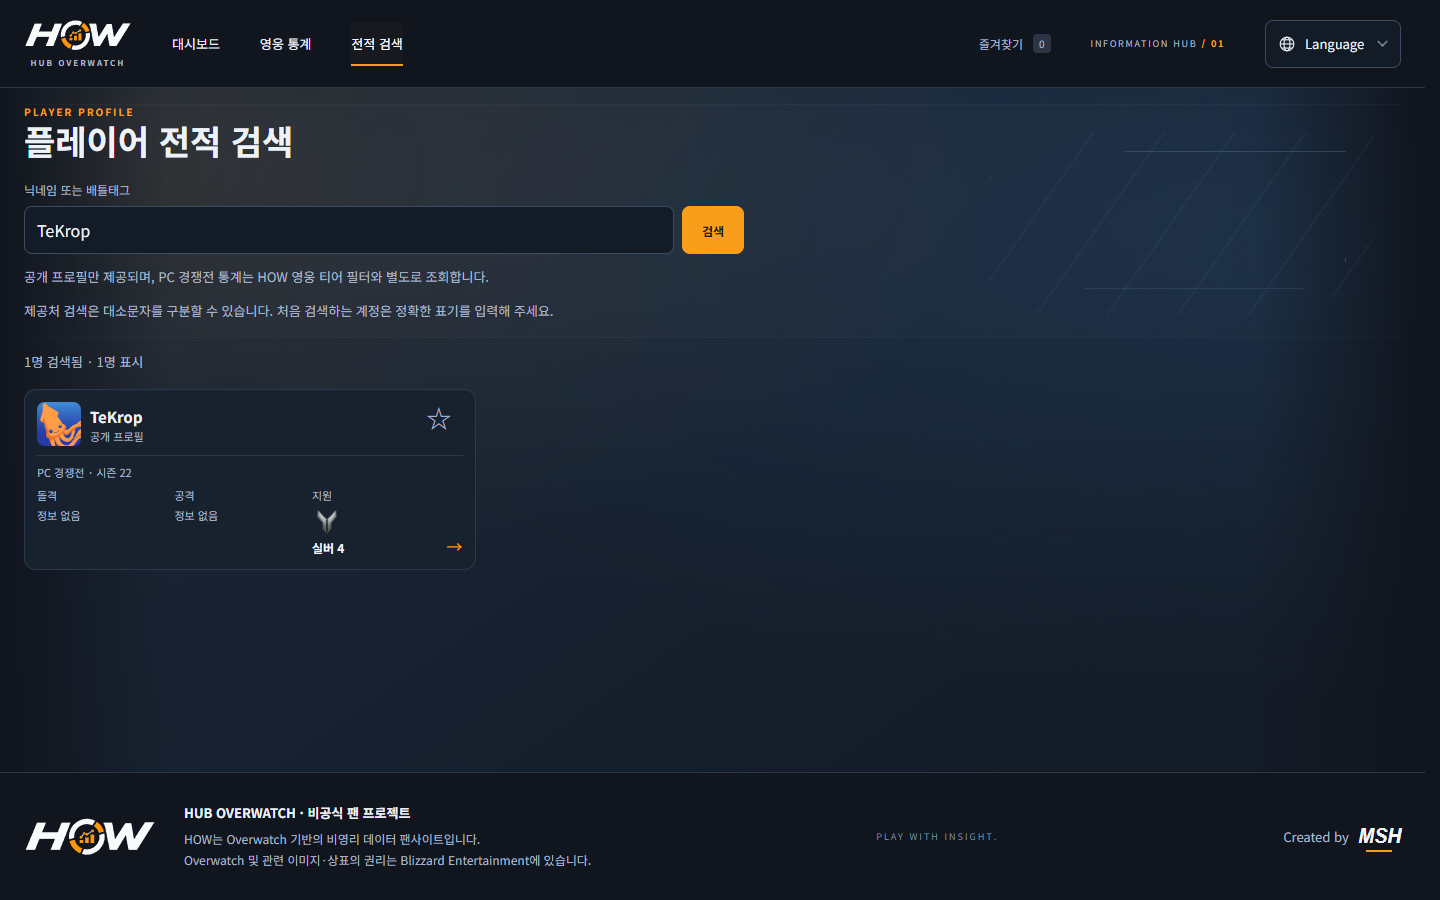 HOW
HUB OVERWATCH
대시보드
영웅 통계
전적 검색
즐겨찾기 0
INFORMATION HUB / 01
Language
PLAYER PROFILE
플레이어 전적 검색
닉네임 또는 배틀태그
TeKrop
검색
공개 프로필만 제공되며, PC 경쟁전 통계는 HOW 영웅 티어 필터와 별도로 조회합니다.
제공처 검색은 대소문자를 구분할 수 있습니다. 처음 검색하는 계정은 정확한 표기를 입력해 주세요.
1명 검색됨 · 1명 표시
TeKrop
공개 프로필
PC 경쟁전 · 시즌 22
돌격 공격 지원
정보 없음 정보 없음
실버 4
HOW
HUB OVERWATCH · 비공식 팬 프로젝트
HOW는 Overwatch 기반의 비영리 데이터 팬사이트입니다.
Overwatch 및 관련 이미지·상표의 권리는 Blizzard Entertainment에 있습니다.
PLAY WITH INSIGHT.
Created by MSH